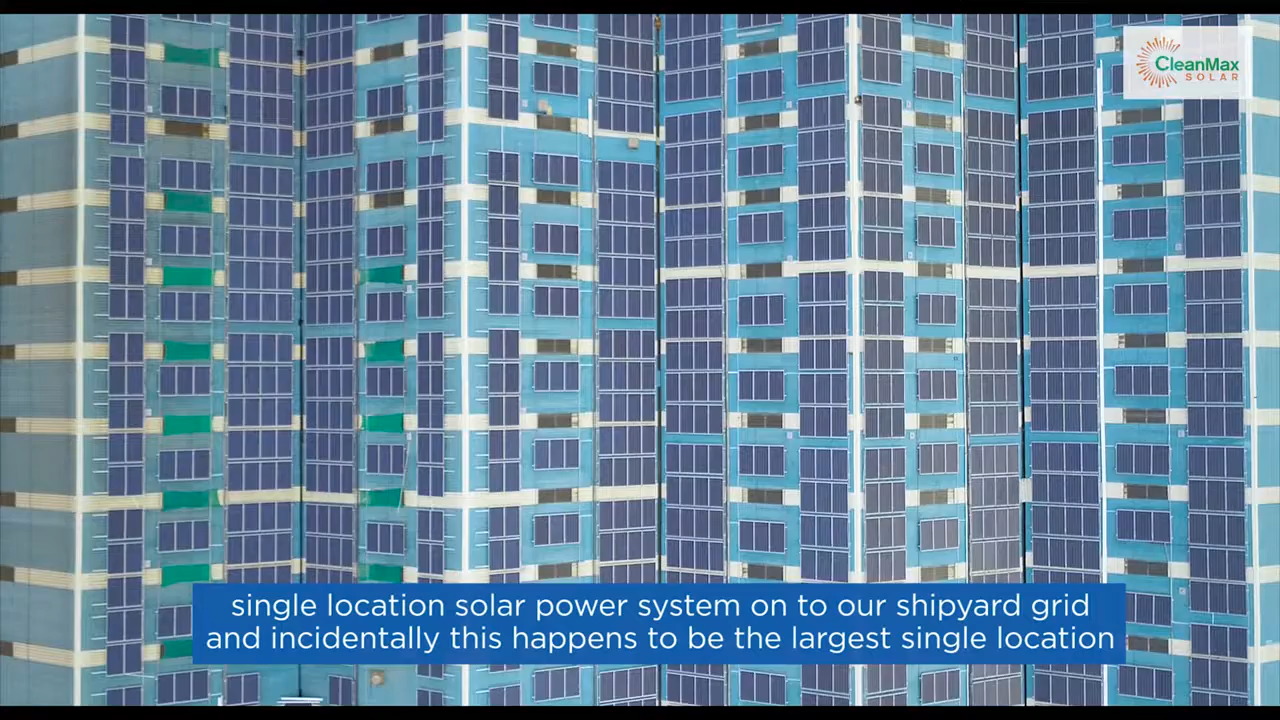 CleanMax
SOLAR
single location solar power system on to our shipyard grid
and incidentally this happens to be the largest single location